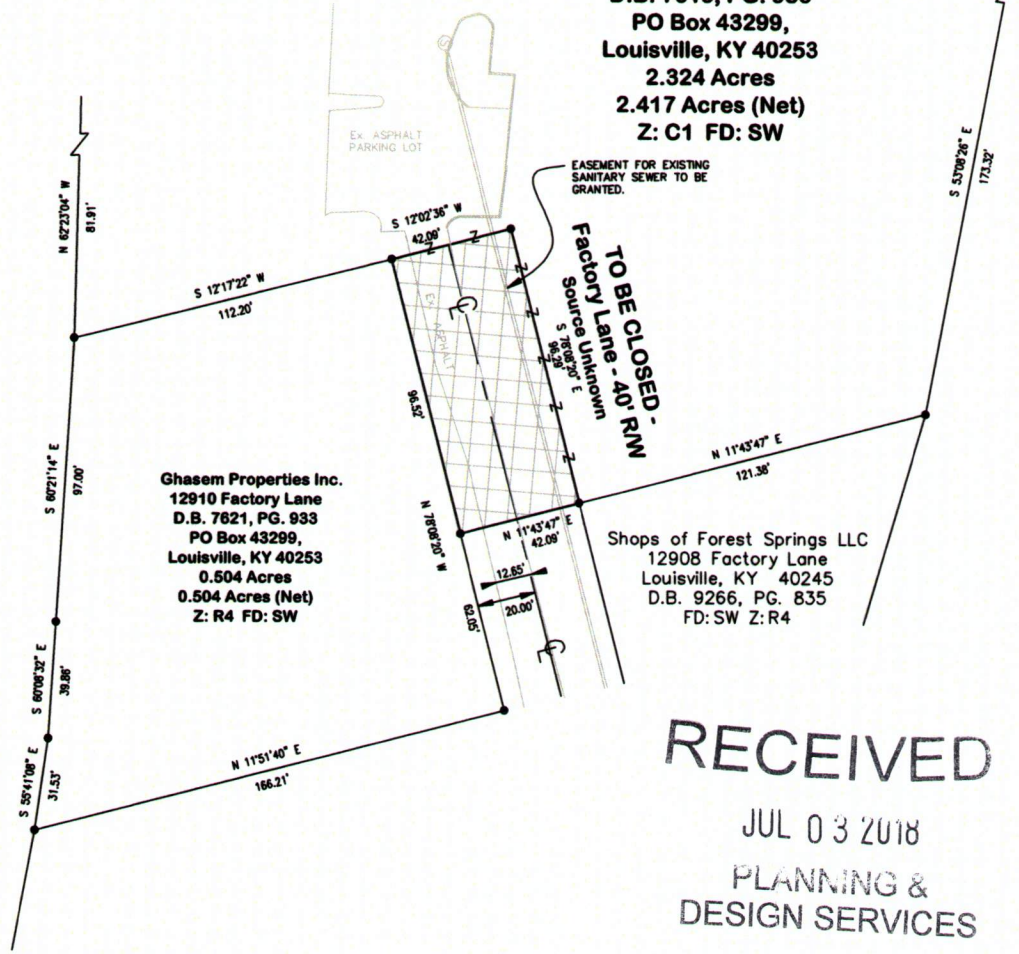 PO Box 43299,
Louisville, KY 40253
2.324 Acres
2.417 Acres (Net)
Z: C1 FD: SW
EX. ASPHALT
PARKING LOT
EASEMENT FOR EXISTING
SANITARY SEWER TO BE
GRANTED.
S 53°08'26" E
173.32'
N 62°23'04" W
81.91'
S 12°02'36" W
42.09'
S 12°17'22" W
112.20'
TO BE CLOSED -
Factory Lane - 40' R/W
Source Unknown
S 78°08'20" E
96.29'
Z
Z
Z
Z
Z
Z
Z
CL
EX. ASPHALT
96.52'
N 11°43'47" E
121.38'
S 60°21'14" E
97.00'
Ghasem Properties Inc.
12910 Factory Lane
D.B. 7621, PG. 933
PO Box 43299,
Louisville, KY 40253
0.504 Acres
0.504 Acres (Net)
Z: R4 FD: SW
N 78°08'20" W
62.05'
N 11°43'47" E
42.09'
12.65'
20.00'
CL
Shops of Forest Springs LLC
12908 Factory Lane
Louisville, KY 40245
D.B. 9266, PG. 835
FD: SW Z: R4
S 60°08'32" E
39.86'
S 55°41'08" E
31.53'
N 11°51'40" E
166.21'
RECEIVED
JUL 03 2018
PLANNING &
DESIGN SERVICES